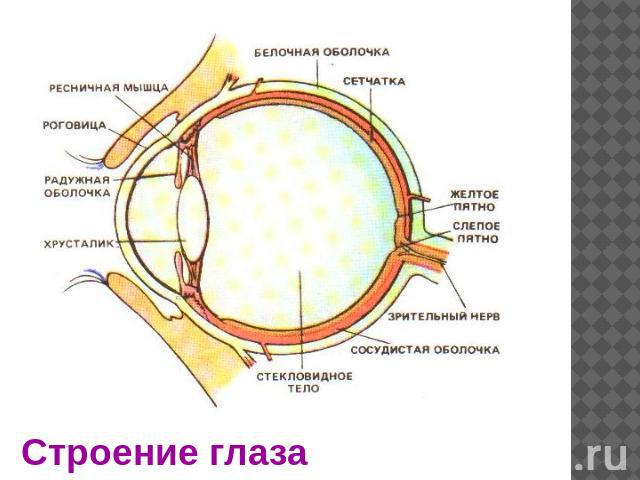 БЕЛОЧНАЯ ОБОЛОЧКА
СЕТЧАТКА
РЕСНИЧНАЯ МЫШЦА
РОГОВИЦА
РАДУЖНАЯ
ОБОЛОЧКА
ХРУСТАЛИК
ЖЕЛТОЕ
ПЯТНО
СЛЕПОЕ
ПЯТНО
ЗРИТЕЛЬНЫЙ НЕРВ
СОСУДИСТАЯ ОБОЛОЧКА
СТЕКЛОВИДНОЕ
ТЕЛО
Строение глаза
.ru